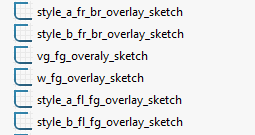 style_a_fr_br_overlay_sketch
style_b_fr_br_overlay_sketch
vg_fg_overaly_sketch
w_fg_overlay_sketch
style_a_fl_fg_overlay_sketch
style_b_fl_fg_overlay_sketch